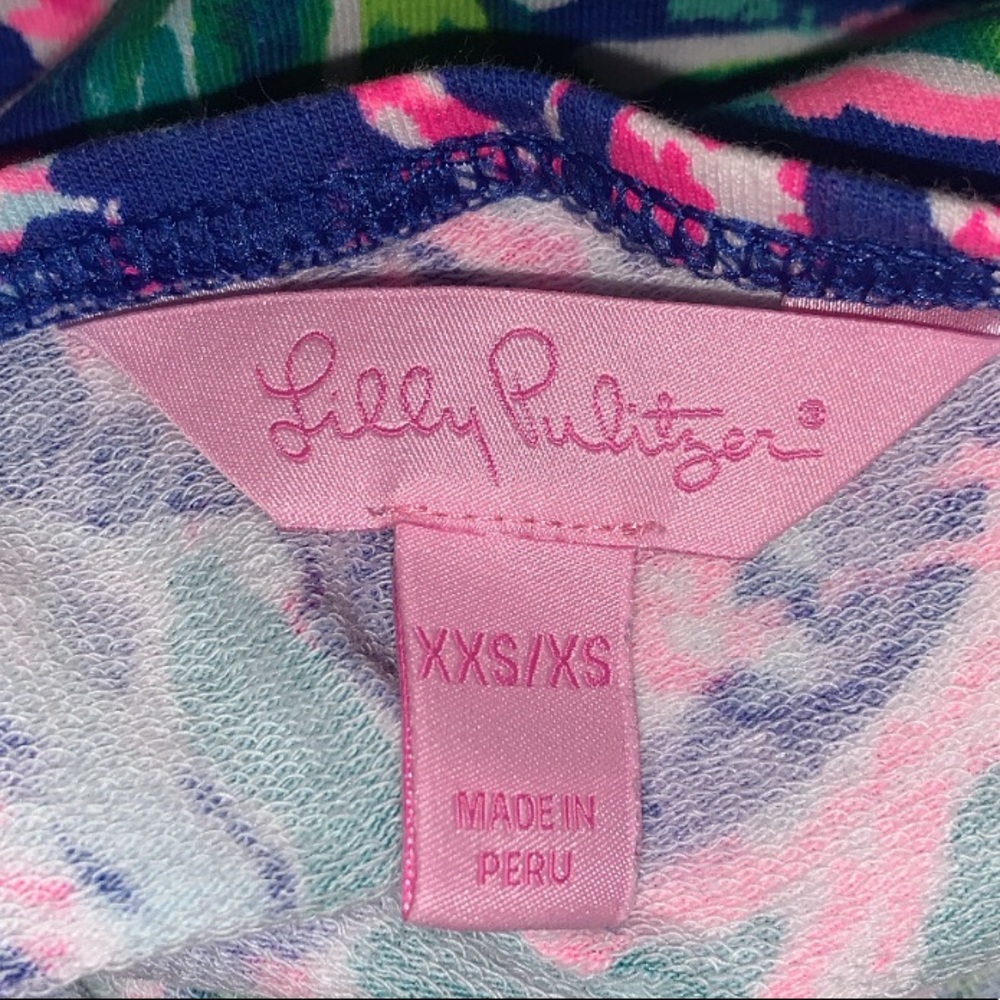 Lilly Pulitzer®
XXS/XS
MADE IN
PERU